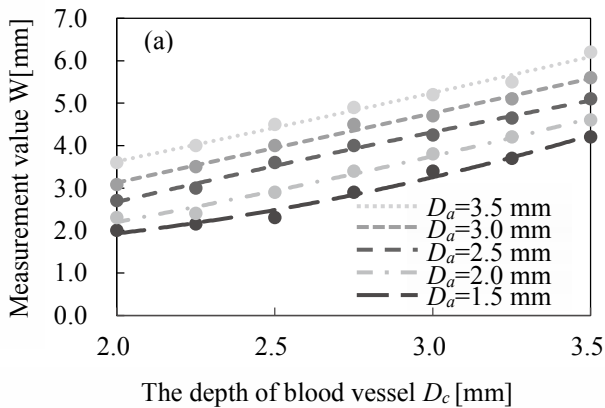 (a)
Measurement value W[mm]
7.0
6.0
5.0
4.0
3.0
2.0
1.0
0.0
Da=3.5 mm
Da=3.0 mm
Da=2.5 mm
Da=2.0 mm
Da=1.5 mm
2.0 2.5 3.0 3.5
The depth of blood vessel Dc [mm]